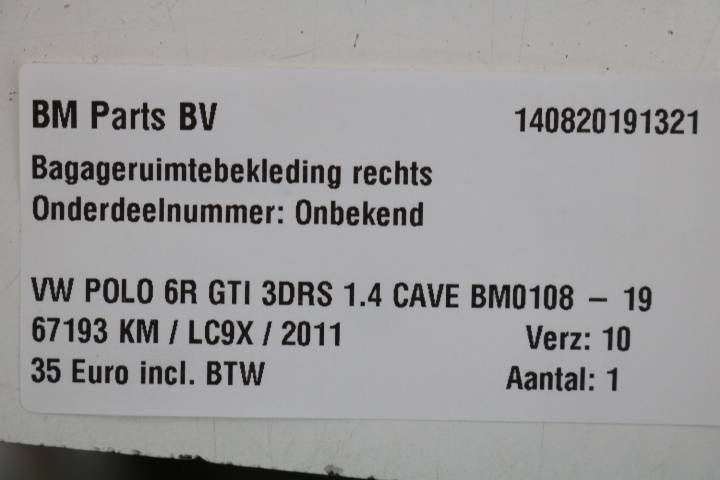 BM Parts BV 140820191321
Bagageruimtebekleding rechts
Onderdeelnummer: Onbekend
VW POLO 6R GTI 3DRS 1.4 CAVE BM0108 – 19
67193 KM / LC9X / 2011 Verz: 10
35 Euro incl. BTW Aantal: 1